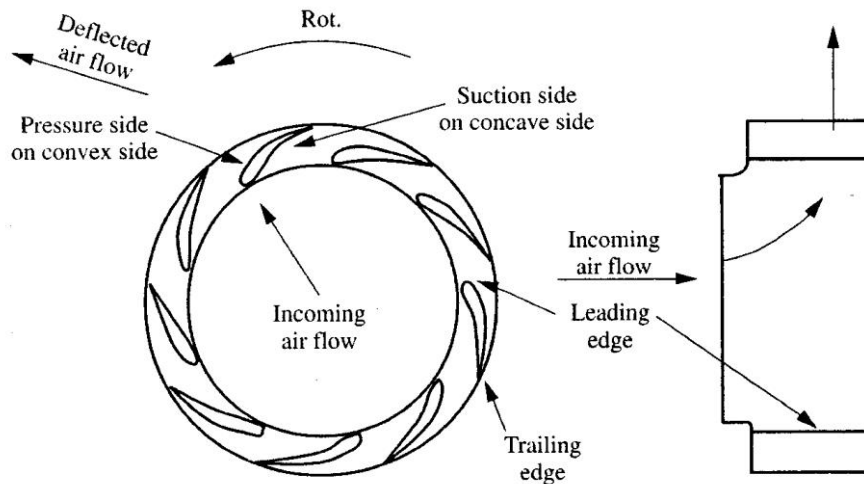 Deflected
air flow
Rot.
Pressure side
on convex side
Suction side
on concave side
Incoming
air flow
Incoming
air flow
Leading
edge
Trailing
edge